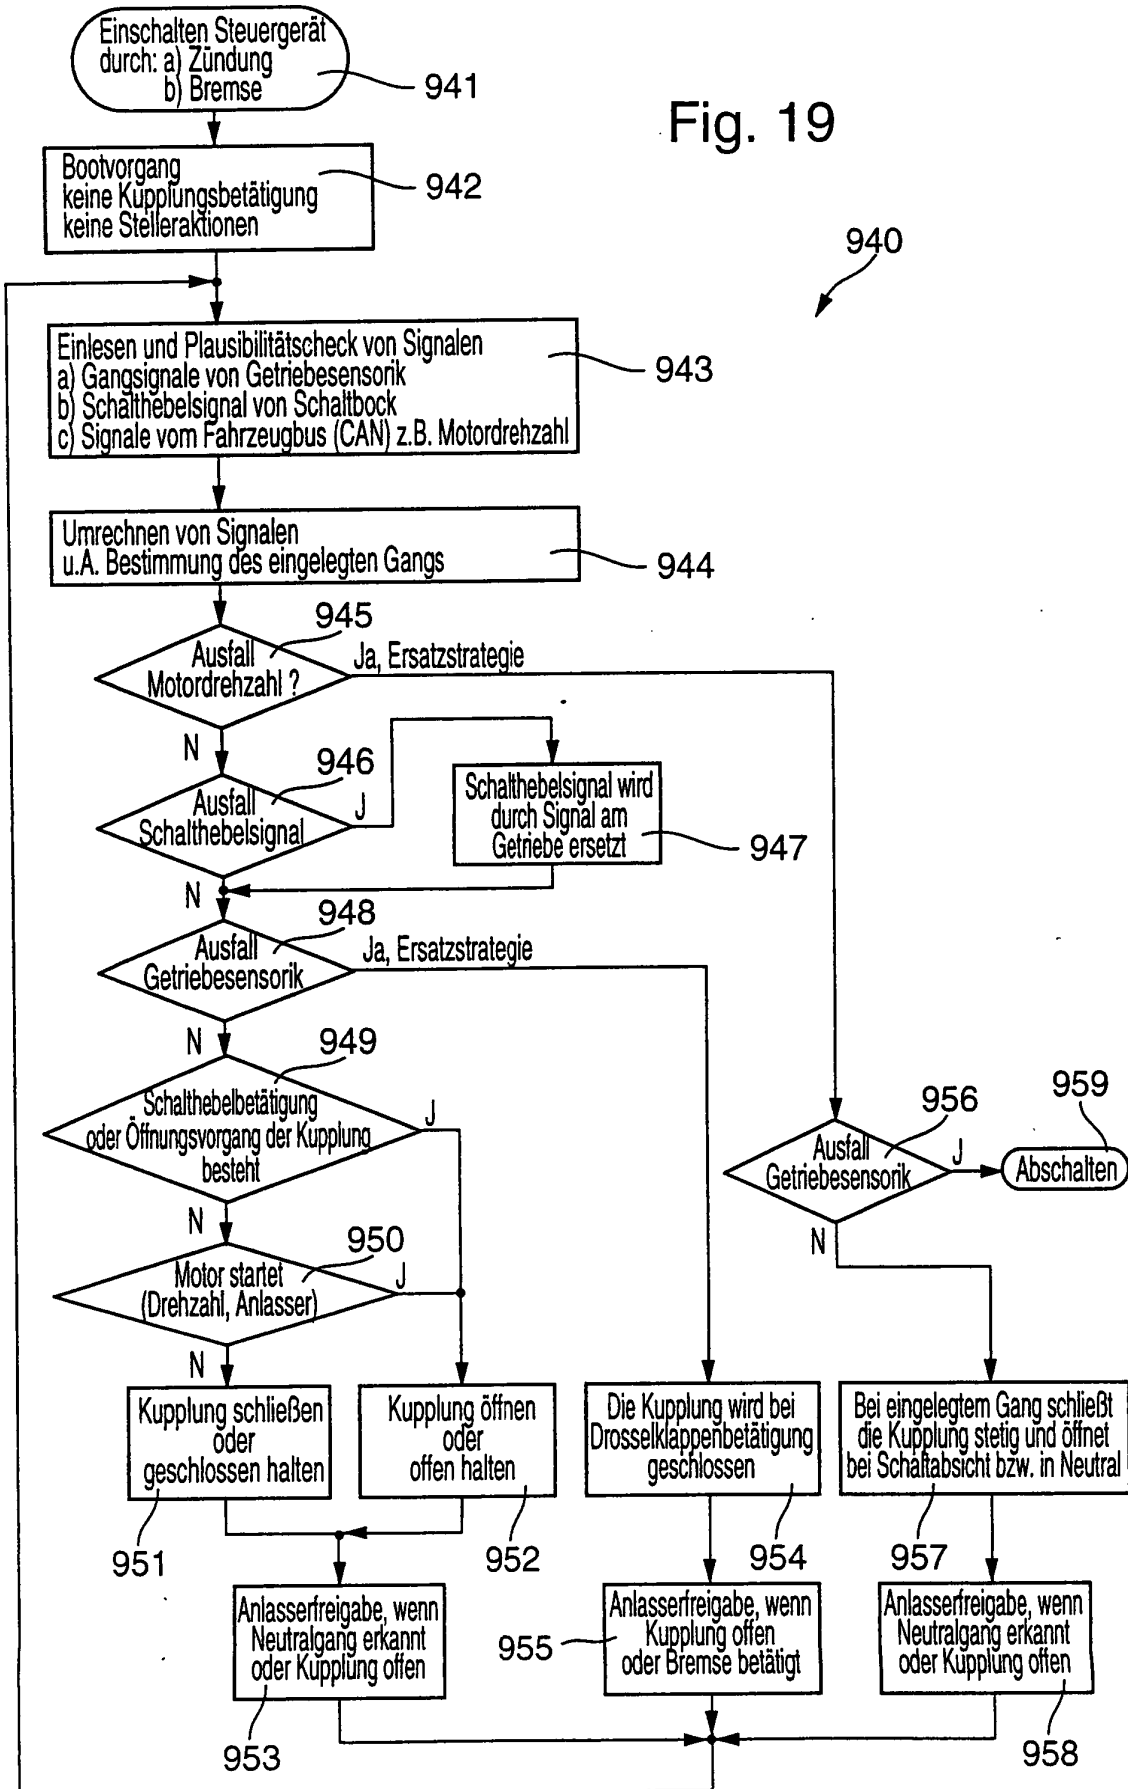 Einschalten Steuergerät
durch: a) Zündung
b) Bremse
941
Fig. 19
Bootvorgang
keine Kupplungsbetätigung
keine Stelleraktionen
942
940
Einlesen und Plausibilitätscheck von Signalen
a) Gangsignale von Getriebesensorik
b) Schalthebelsignal von Schaltbock
c) Signale vom Fahrzeugbus (CAN) z.B. Motordrehzahl
943
Umrechnen von Signalen
u.A. Bestimmung des eingelegten Gangs
944
945
Ausfall
Motordrehzahl ?
Ja, Ersatzstrategie
N
946
Ausfall
Schalthebelsignal
J
Schalthebelsignal wird
durch Signal am
Getriebe ersetzt
947
N
948
Ausfall
Getriebesensorik
Ja, Ersatzstrategie
N
949
Schalthebelbetätigung
oder Öffnungsvorgang der Kupplung
besteht
J
956
Ausfall
Getriebesensorik
J
959
Abschalten
N
N
950
Motor startet
(Drehzahl, Anlasser)
J
N
Kupplung schließen
oder
geschlossen halten
951
Kupplung öffnen
oder
offen halten
952
Die Kupplung wird bei
Drosselklappenbetätigung
geschlossen
954
Bei eingelegtem Gang schließt
die Kupplung stetig und öffnet
bei Schaltabsicht bzw. in Neutral
957
Anlasserfreigabe, wenn
Neutralgang erkannt
oder Kupplung offen
953
Anlasserfreigabe, wenn
Kupplung offen
oder Bremse betätigt
955
Anlasserfreigabe, wenn
Neutralgang erkannt
oder Kupplung offen
958